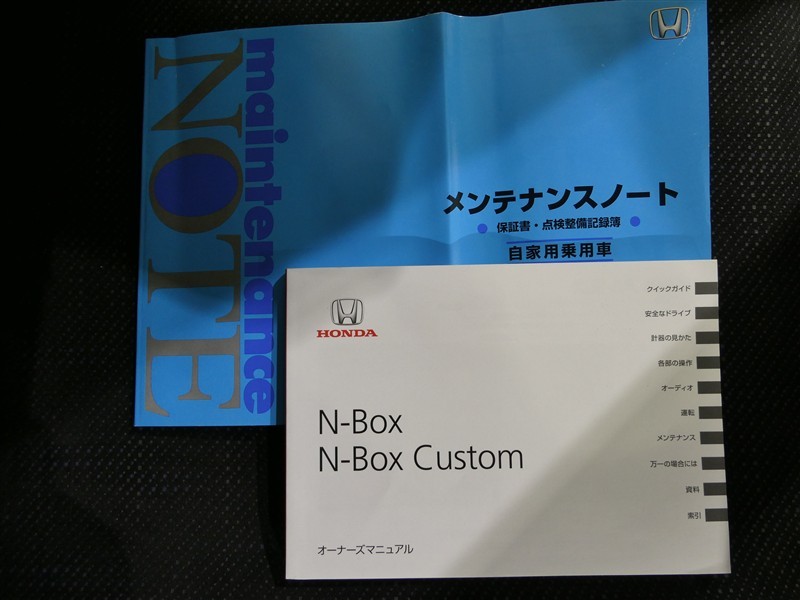 maintenance
NOTE
メンテナンスノート
保証書・点検整備記録簿
自家用乗用車
HONDA
N-Box
N-Box Custom
オーナーズマニュアル
クイックガイド
安全なドライブ
計器の見かた
各部の操作
オーディオ
運転
メンテナンス
万一の場合には
資料
索引